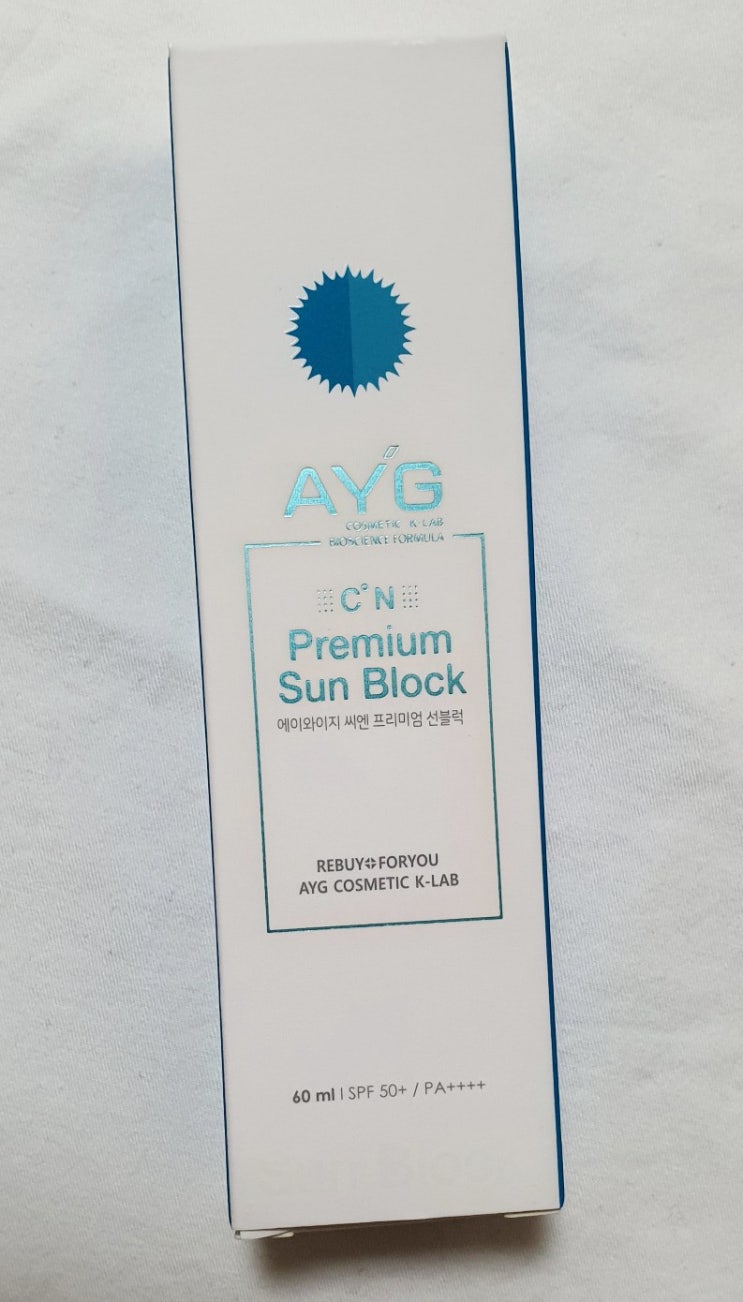 AYG
COSMETIC K-LAB
BIOSCIENCE FORMULA
C°N
Premium
Sun Block
에이와이지 씨엔 프리미엄 선블럭
REBUY FORYOU
AYG COSMETIC K-LAB
60 ml | SPF 50+ / PA++++